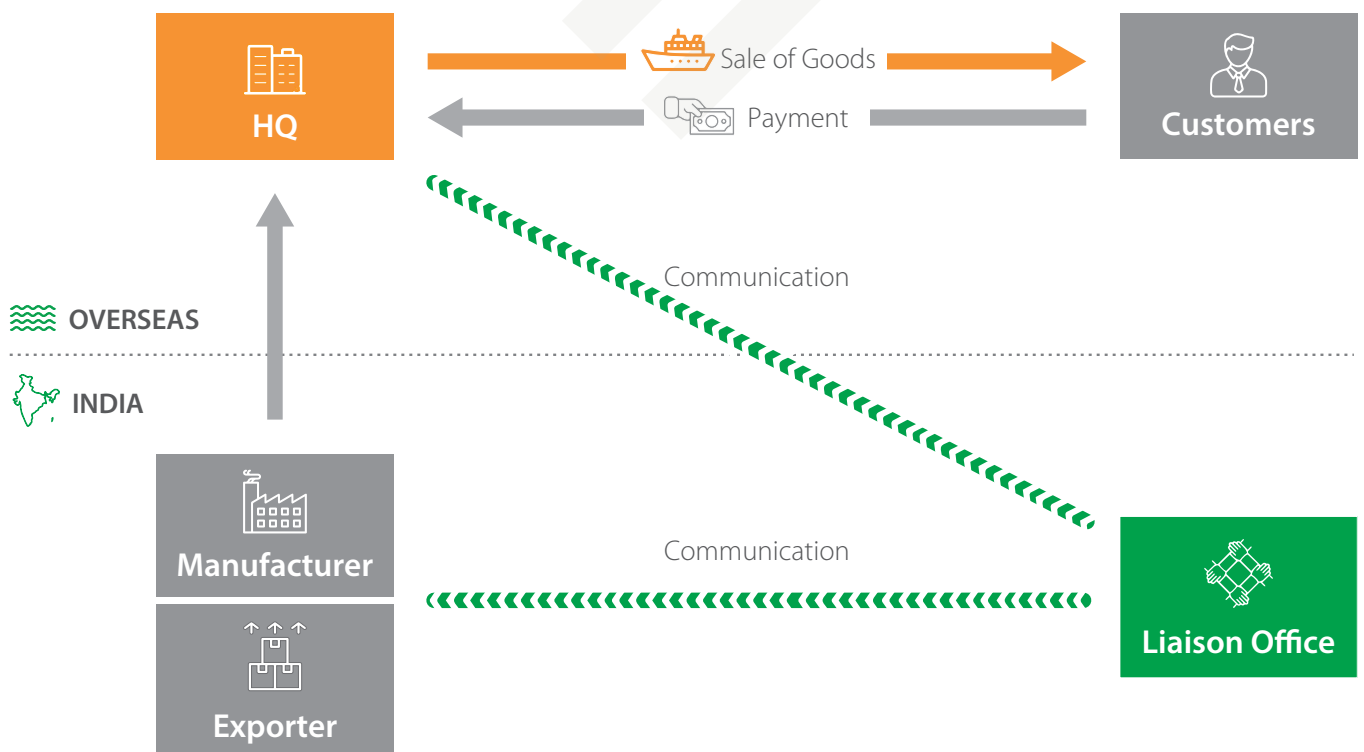 HQ
Sale of Goods
Payment
Customers
Communication
OVERSEAS
INDIA
Manufacturer
Communication
Liaison Office
Exporter